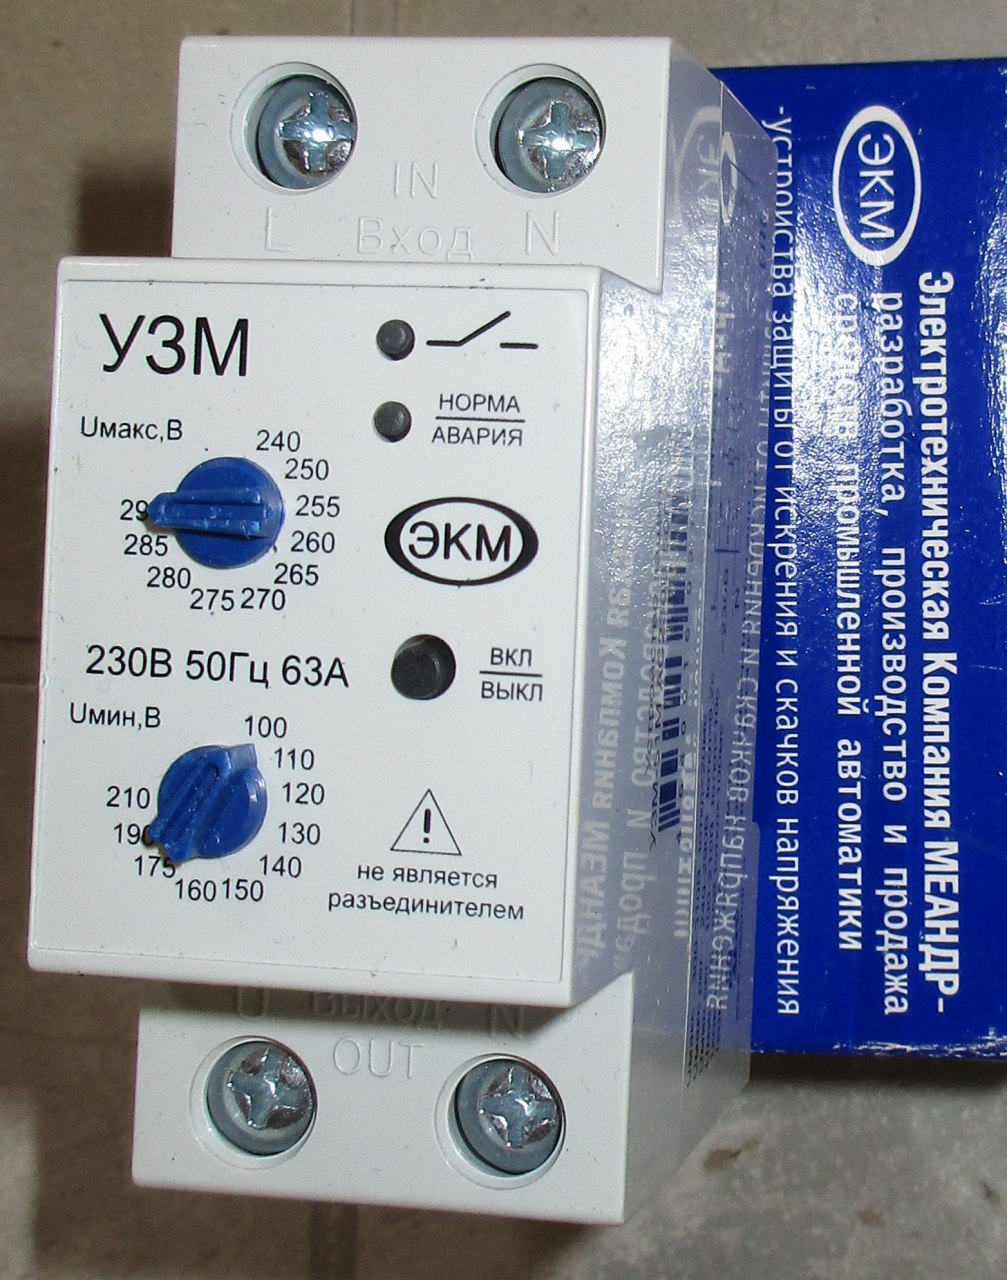 IN
L Вход N
УЗМ
НОРМА
АВАРИЯ
Uмакс,В
240
250
255
260
265
270
275
280
285
ЭКМ
230В 50Гц 63А
ВКЛ
ВЫКЛ
Uмин,В
100
110
120
130
140
150
160
175
190
210
не является
разъединителем
U ВЫХОД N
OUT
ЭКМ
Электротехническая Компания МЕАНДР-
разработка, производство и продажа
средств промышленной автоматики
-устройства защиты от искрения и скачков напряжения